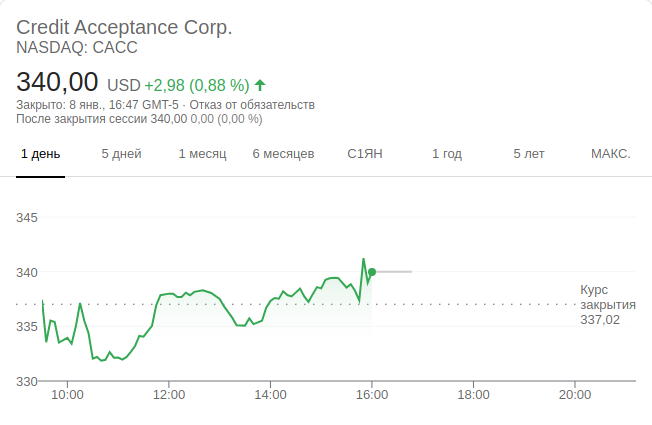 Credit Acceptance Corp.
NASDAQ: CACC
340,00 USD +2,98 (0,88 %)
Закрыто: 8 янв., 16:47 GMT-5 · Отказ от обязательств
После закрытия сессии 340,00 0,00 (0,00 %)
1 день 5 дней 1 месяц 6 месяцев С1ЯН 1 год 5 лет МАКС.
345
340
Курс
закрытия
337,02
335
330
10:00 12:00 14:00 16:00 18:00 20:00